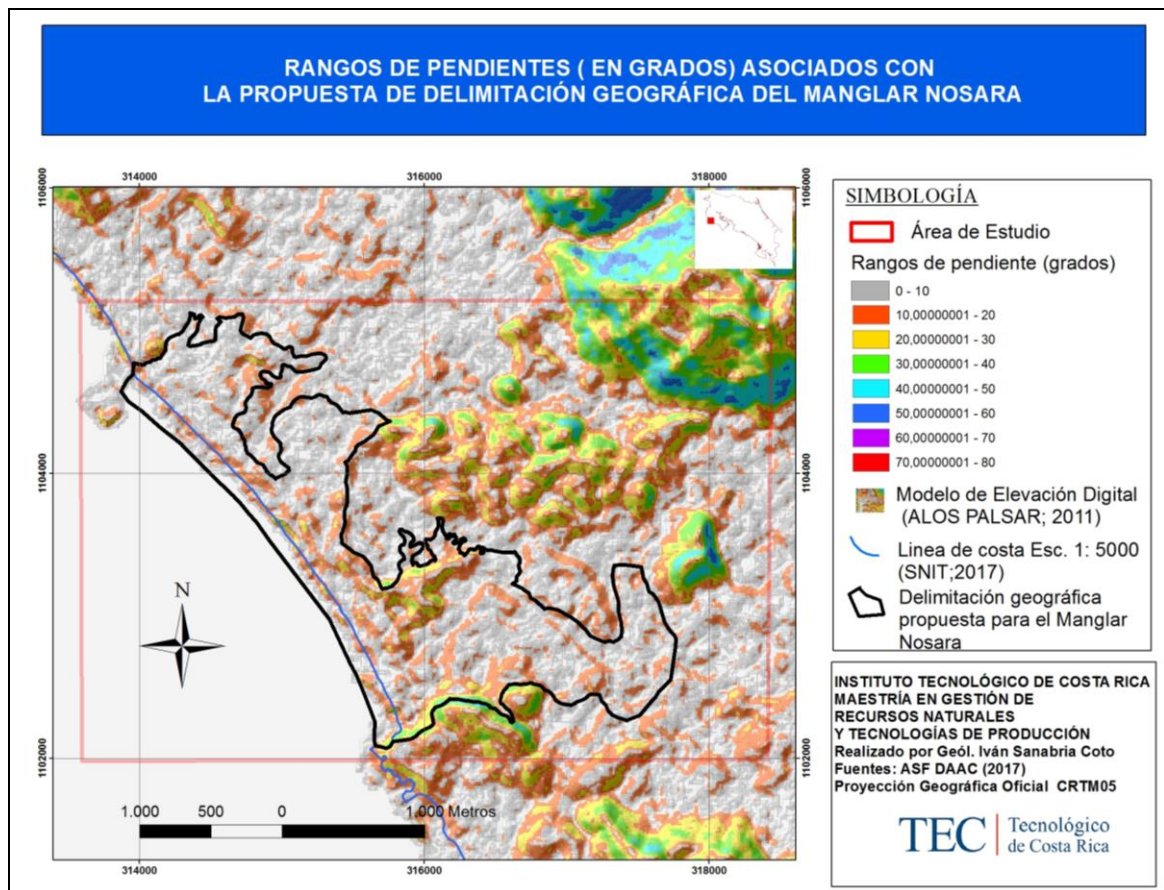 RANGOS DE PENDIENTES ( EN GRADOS) ASOCIADOS CON
LA PROPUESTA DE DELIMITACIÓN GEOGRÁFICA DEL MANGLAR NOSARA
314000
316000
318000
1106000
1106000
1104000
1104000
1102000
1102000
N
1.000
500
0
1.000 Metros
314000
316000
318000
SIMBOLOGÍA
Área de Estudio
Rangos de pendiente (grados)
0 - 10
10,00000001 - 20
20,00000001 - 30
30,00000001 - 40
40,00000001 - 50
50,00000001 - 60
60,00000001 - 70
70,00000001 - 80
Modelo de Elevación Digital
(ALOS PALSAR; 2011)
Linea de costa Esc. 1: 5000
(SNIT;2017)
Delimitación geográfica
propuesta para el Manglar
Nosara
INSTITUTO TECNOLÓGICO DE COSTA RICA
MAESTRÍA EN GESTIÓN DE
RECURSOS NATURALES
Y TECNOLOGÍAS DE PRODUCCIÓN
Realizado por Geól. Iván Sanabria Coto
Fuentes: ASF DAAC (2017)
Proyección Geográfica Oficial CRTM05
TEC
Tecnológico
de Costa Rica